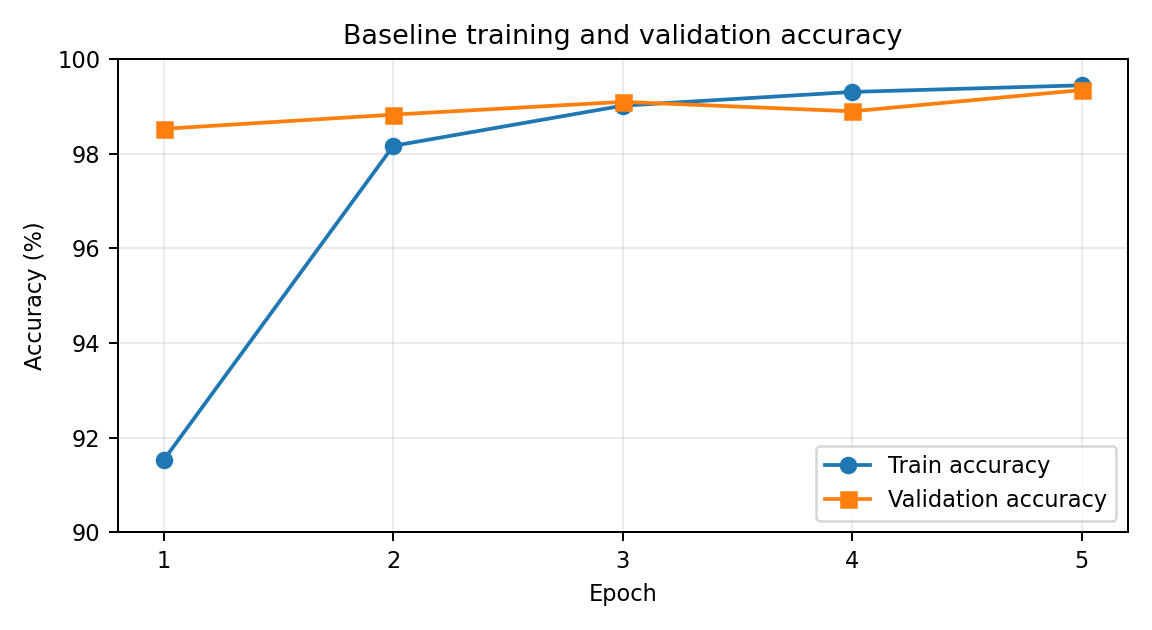 Baseline training and validation accuracy
100
98
96
94
92
90
Accuracy (%)
Train accuracy
Validation accuracy
1 2 3 4 5
Epoch